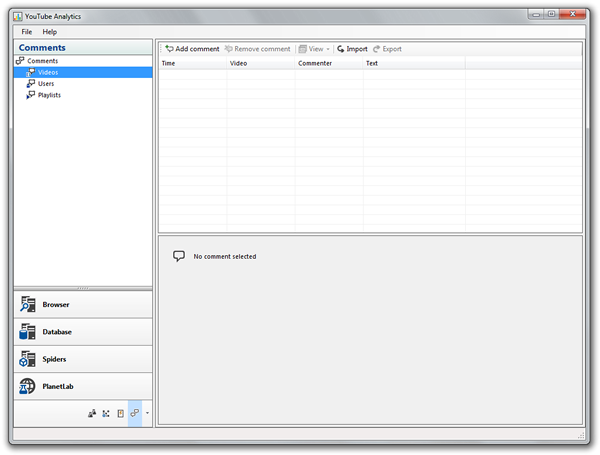 YouTube Analytics
File Help
Comments
Add comment Remove comment View Import Export
Comments
Videos
Users
Playlists
Time Video Commenter Text
No comment selected
Browser
Database
Spiders
PlanetLab